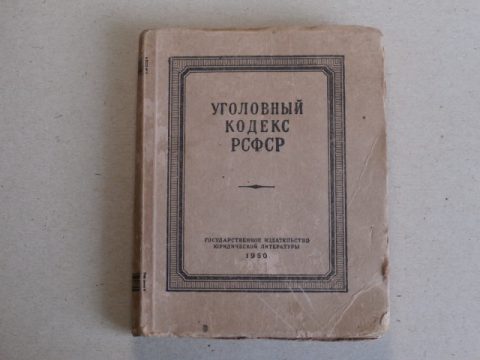 УГОЛОВНЫЙ
КОДЕКС
РСФСР
ГОСУДАРСТВЕННОЕ ИЗДАТЕЛЬСТВО
ЮРИДИЧЕСКОЙ ЛИТЕРАТУРЫ
1950